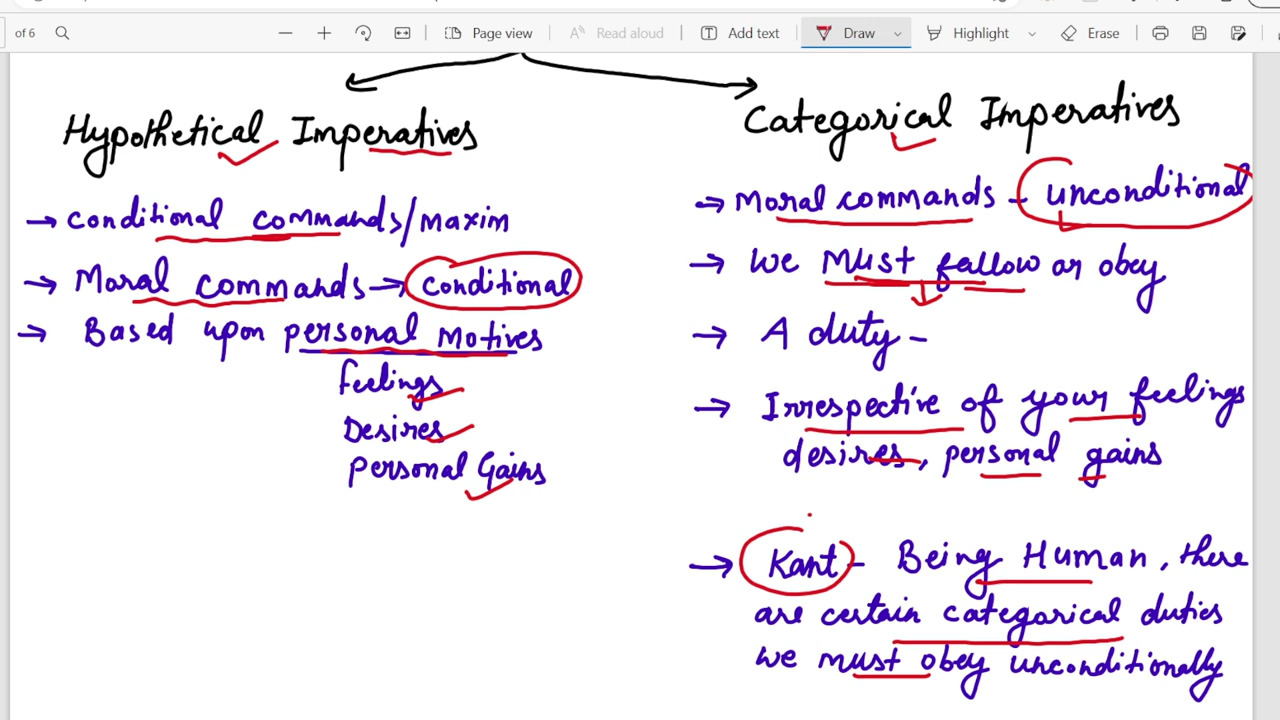 of 6
Page view
Read aloud
Add text
Draw
Highlight
Erase
Hypothetical Imperatives
→ Conditional commands/maxim
→ Moral commands → conditional
→ Based upon personal Motives
feelings
Desires
Personal Gains
Categorical Imperatives
→ Moral commands - unconditional
→ We Must fallow or obey
→ A duty -
→ Irrespective of your feelings
desires, personal gains
→ Kant - Being Human, there
are certain categorical duties
we must obey unconditionally